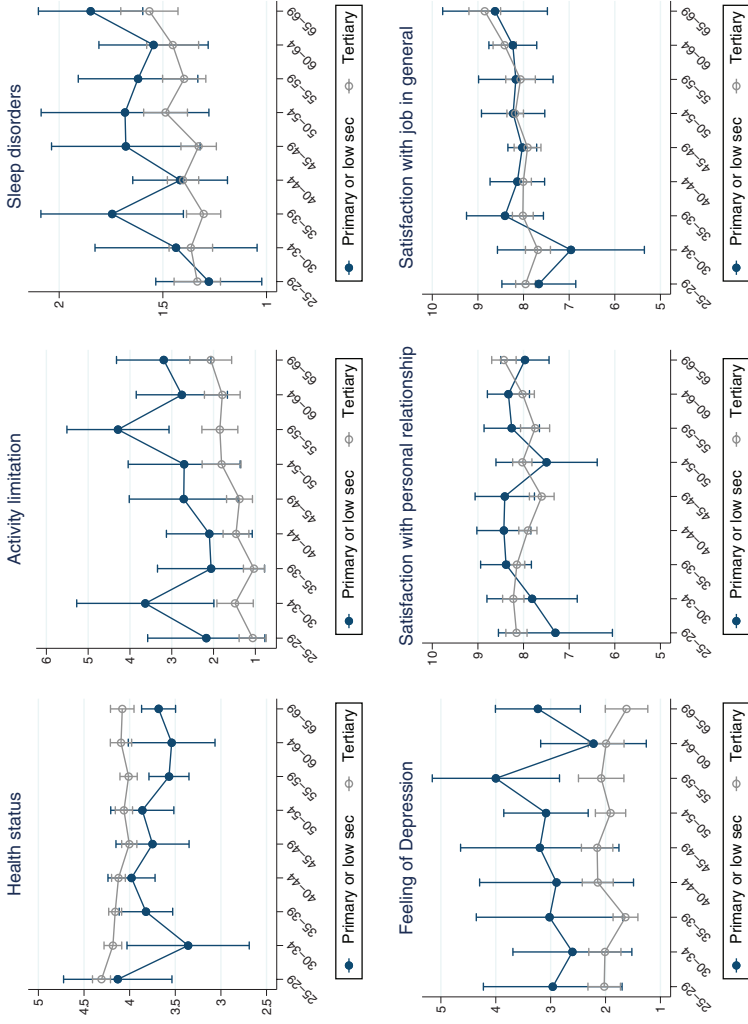 Health status
5
4.5
4
3.5
3
2.5
25−29 30−34 35−39 40−44 45−49 50−54 55−59 60−64 65−69
Primary or low sec Tertiary
Activity limitation
6
5
4
3
2
1
25−29 30−34 35−39 40−44 45−49 50−54 55−59 60−64 65−69
Primary or low sec Tertiary
Sleep disorders
2
1.5
1
25−29 30−34 35−39 40−44 45−49 50−54 55−59 60−64 65−69
Primary or low sec Tertiary
Feeling of Depression
5
4
3
2
1
25−29 30−34 35−39 40−44 45−49 50−54 55−59 60−64 65−69
Primary or low sec Tertiary
Satisfaction with personal relationship
10
9
8
7
6
5
25−29 30−34 35−39 40−44 45−49 50−54 55−59 60−64 65−69
Primary or low sec Tertiary
Satisfaction with job in general
10
9
8
7
6
5
25−29 30−34 35−39 40−44 45−49 50−54 55−59 60−64 65−69
Primary or low sec Tertiary